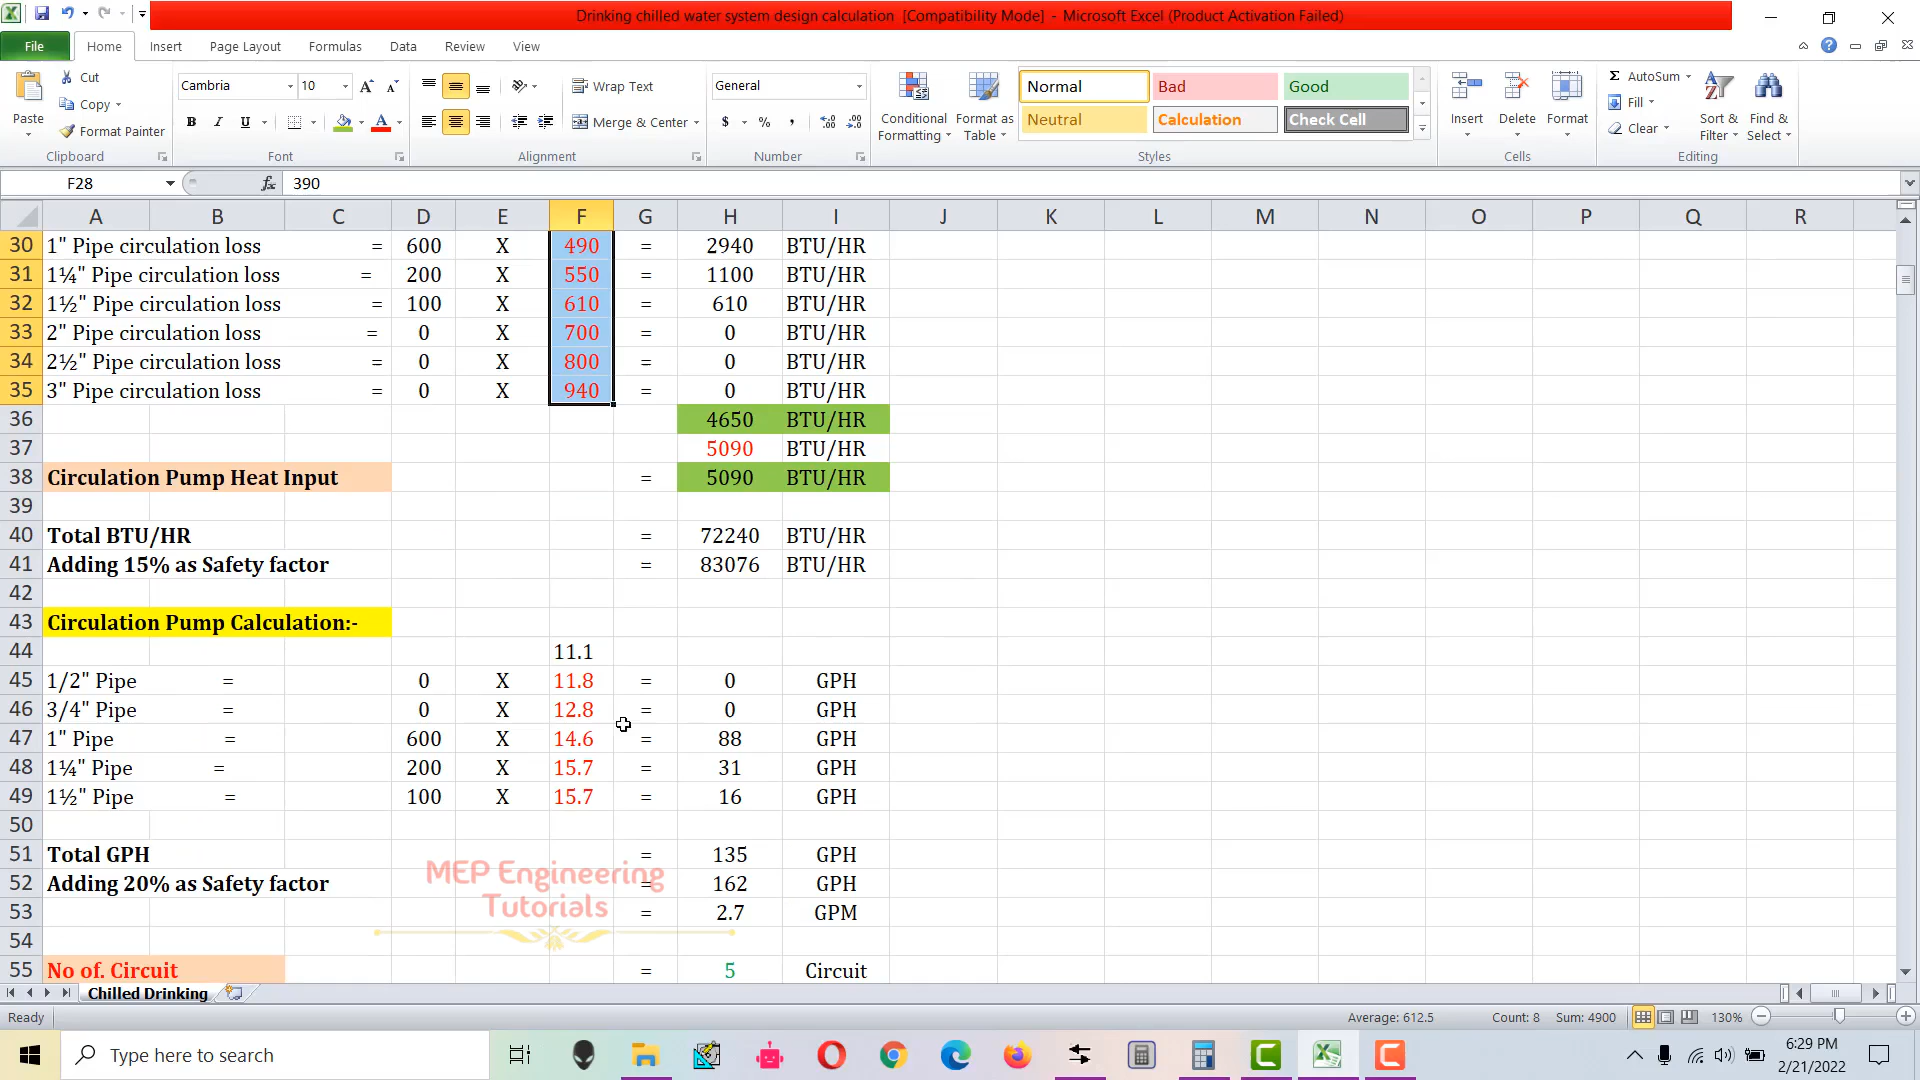 Drinking chilled water system design calculation [Compatibility Mode] - Microsoft Excel (Product Activation Failed)
File Home Insert Page Layout Formulas Data Review View
Cut
Copy
Format Painter
Paste
Clipboard
Cambria 10
B I U A
Font
Wrap Text
Merge & Center
Alignment
General
$ % ,
Number
Conditional Formatting
Format as Table
Normal Bad Good
Neutral Calculation Check Cell
Styles
Insert Delete Format
Cells
Σ AutoSum
Fill
Clear
Sort & Filter
Find & Select
Editing
F28 fx 390
A B C D E F G H I J K L M N O P Q R
30 1" Pipe circulation loss = 600 X 490 = 2940 BTU/HR
31 1¼" Pipe circulation loss = 200 X 550 = 1100 BTU/HR
32 1½" Pipe circulation loss = 100 X 610 = 610 BTU/HR
33 2" Pipe circulation loss = 0 X 700 = 0 BTU/HR
34 2½" Pipe circulation loss = 0 X 800 = 0 BTU/HR
35 3" Pipe circulation loss = 0 X 940 = 0 BTU/HR
36 4650 BTU/HR
37 5090 BTU/HR
38 Circulation Pump Heat Input = 5090 BTU/HR
39
40 Total BTU/HR = 72240 BTU/HR
41 Adding 15% as Safety factor = 83076 BTU/HR
42
43 Circulation Pump Calculation:-
44 11.1
45 1/2" Pipe = 0 X 11.8 = 0 GPH
46 3/4" Pipe = 0 X 12.8 = 0 GPH
47 1" Pipe = 600 X 14.6 = 88 GPH
48 1¼" Pipe = 200 X 15.7 = 31 GPH
49 1½" Pipe = 100 X 15.7 = 16 GPH
50
51 Total GPH = 135 GPH
52 Adding 20% as Safety factor = 162 GPH
53 = 2.7 GPM
54
55 No of. Circuit = 5 Circuit
MEP Engineering
Tutorials
Chilled Drinking
Ready Average: 612.5 Count: 8 Sum: 4900 130%
Type here to search
6:29 PM
2/21/2022